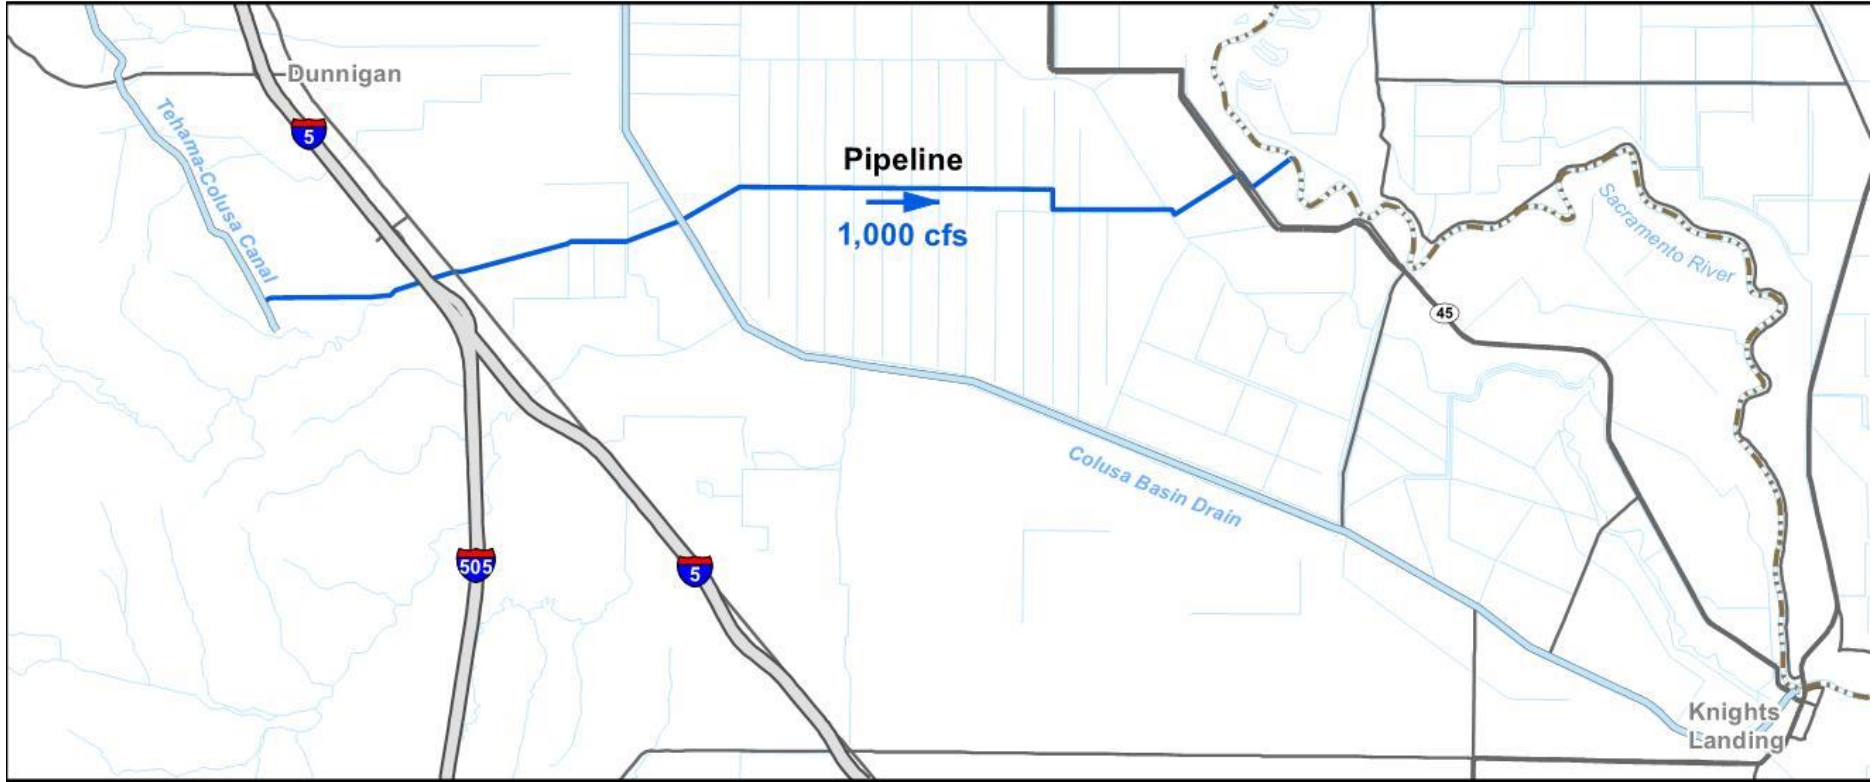 Dunnigan
5
Tehama-Colusa Canal
Pipeline
1,000 cfs
Sacramento River
45
Colusa Basin Drain
505
5
Knights
Landing